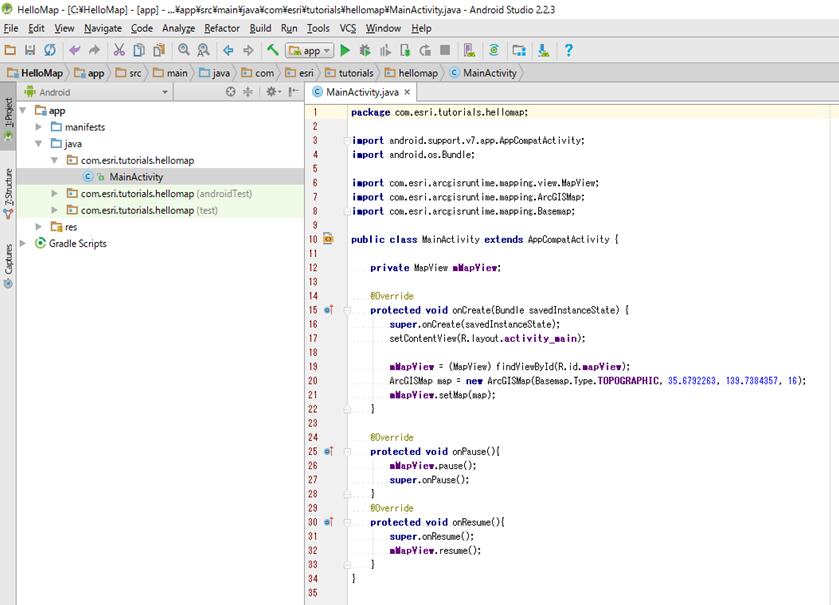 HelloMap - [C:¥HelloMap] - [app] - ...¥app¥src¥main¥java¥com¥esri¥tutorials¥hellomap¥MainActivity.java - Android Studio 2.2.3
File Edit View Navigate Code Analyze Refactor Build Run Tools VCS Window Help
app
HelloMap app src main java com esri tutorials hellomap MainActivity
1: Project
7: Structure
Captures
Android
app
manifests
java
com.esri.tutorials.hellomap
MainActivity
com.esri.tutorials.hellomap (androidTest)
com.esri.tutorials.hellomap (test)
res
Gradle Scripts
MainActivity.java
1 package com.esri.tutorials.hellomap;
2
3 import android.support.v7.app.AppCompatActivity;
4 import android.os.Bundle;
5
6 import com.esri.arcgisruntime.mapping.view.MapView;
7 import com.esri.arcgisruntime.mapping.ArcGISMap;
8 import com.esri.arcgisruntime.mapping.Basemap;
9
10 public class MainActivity extends AppCompatActivity {
11
12 private MapView mMapView;
13
14 @Override
15 protected void onCreate(Bundle savedInstanceState) {
16 super.onCreate(savedInstanceState);
17 setContentView(R.layout.activity_main);
18
19 mMapView = (MapView) findViewById(R.id.mapView);
20 ArcGISMap map = new ArcGISMap(Basemap.Type.TOPOGRAPHIC, 35.6792263, 139.7384357, 16);
21 mMapView.setMap(map);
22 }
23
24 @Override
25 protected void onPause(){
26 mMapView.pause();
27 super.onPause();
28 }
29 @Override
30 protected void onResume(){
31 super.onResume();
32 mMapView.resume();
33 }
34 }
35